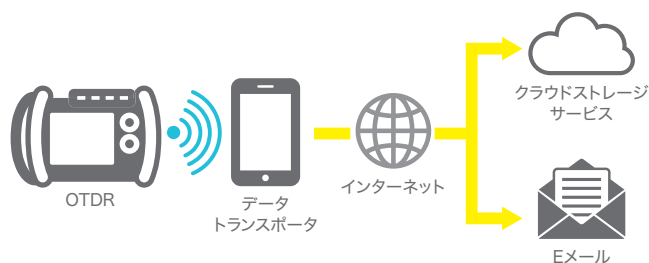 OTDR
データ
トランスポータ
インターネット
クラウドストレージ
サービス
Eメール